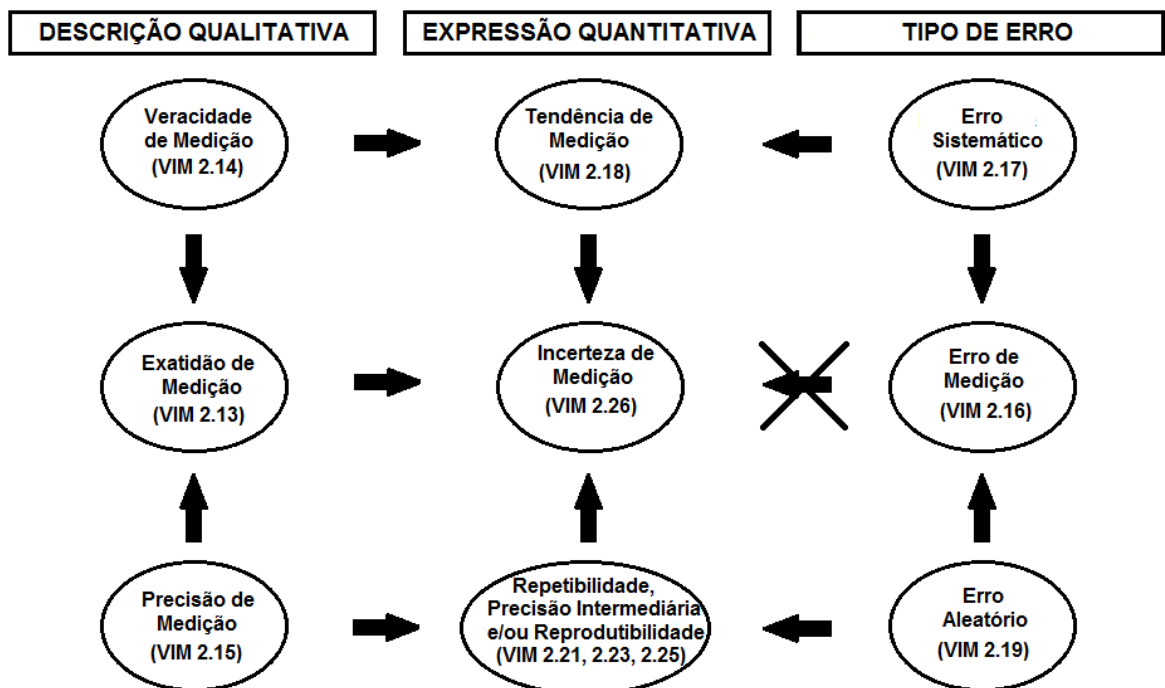 DESCRIÇÃO QUALITATIVA
EXPRESSÃO QUANTITATIVA
TIPO DE ERRO
Veracidade
de Medição
(VIM 2.14)
Tendência de
Medição
(VIM 2.18)
Erro
Sistemático
(VIM 2.17)
Exatidão de
Medição
(VIM 2.13)
Incerteza de
Medição
(VIM 2.26)
Erro de
Medição
(VIM 2.16)
Precisão de
Medição
(VIM 2.15)
Repetibilidade,
Precisão Intermediária
e/ou Reprodutibilidade
(VIM 2.21, 2.23, 2.25)
Erro
Aleatório
(VIM 2.19)